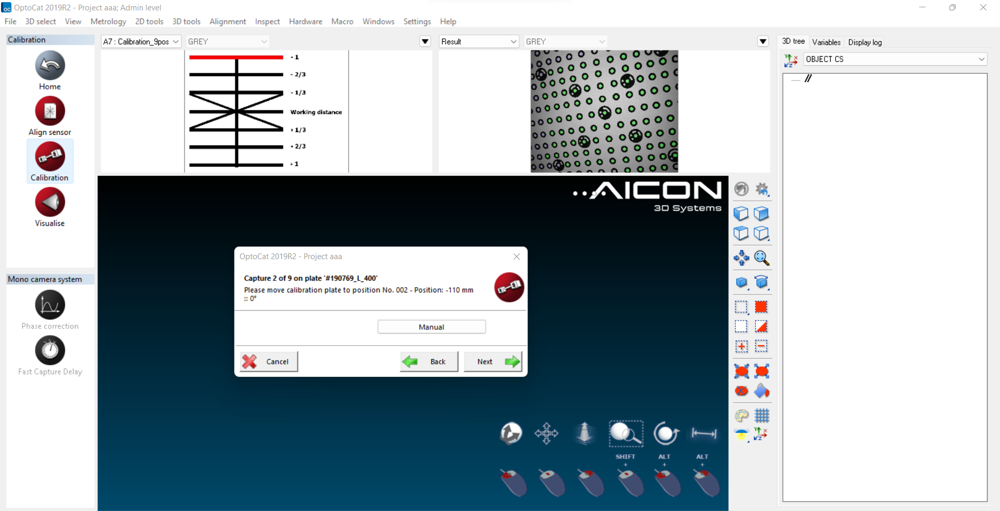 OptoCat 2019R2 - Project aaa; Admin level
File 3D select View Metrology 2D tools 3D tools Alignment Inspect Hardware Macro Windows Settings Help
Calibration
Home
Align sensor
Calibration
Visualise
Mono camera system
Phase correction
Fast Capture Delay
A7 : Calibration_9pos
GREY
Result
GREY
- 1
- 2/3
- 1/3
Working distance
+ 1/3
+ 2/3
+ 1
AICON
3D Systems
OptoCat 2019R2 - Project aaa
Capture 2 of 9 on plate '#190769_L_400'
Please move calibration plate to position No. 002 - Position: -110 mm
:: 0°
Manual
Cancel
Back
Next
SHIFT
+
ALT
+
ALT
+
3D tree Variables Display log
OBJECT CS
//